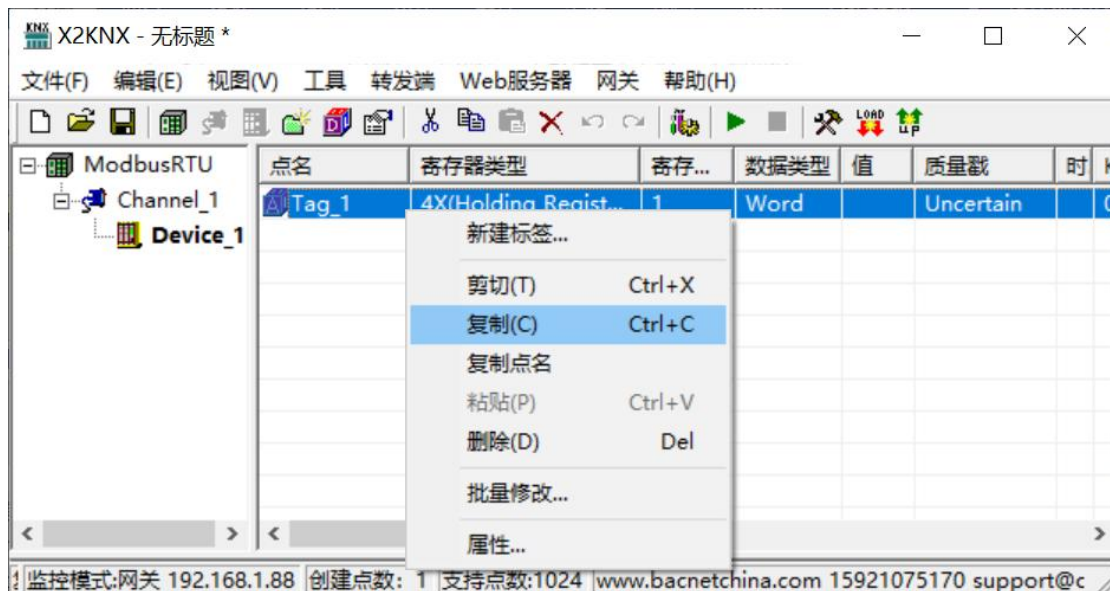 KNX X2KNX - 无标题 *
文件(F) 编辑(E) 视图(V) 工具 转发端 Web服务器 网关 帮助(H)
LOAD UP
ModbusRTU
Channel_1
Device_1
点名 寄存器类型 寄存... 数据类型 值 质量戳 时
Tag_1 4X(Holding Regist... 1 Word Uncertain
新建标签...
剪切(T) Ctrl+X
复制(C) Ctrl+C
复制点名
粘贴(P) Ctrl+V
删除(D) Del
批量修改...
属性...
监控模式:网关 192.168.1.88 创建点数: 1 支持点数:1024 www.bacnetchina.com 15921075170 support@c